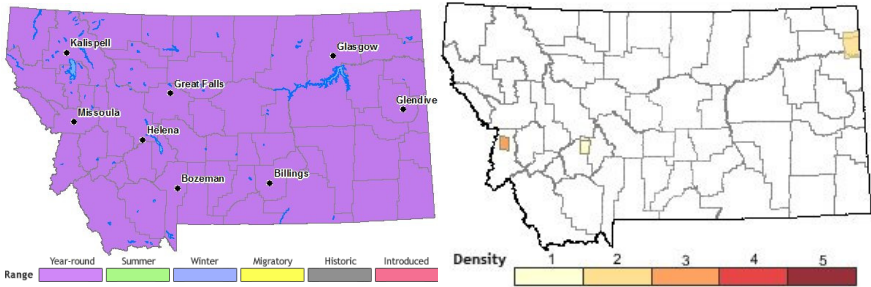 Kalispell
Glasgow
Great Falls
Glendive
Missoula
Helena
Bozeman
Billings
Range Year-round Summer Winter Migratory Historic Introduced
Density 1 2 3 4 5